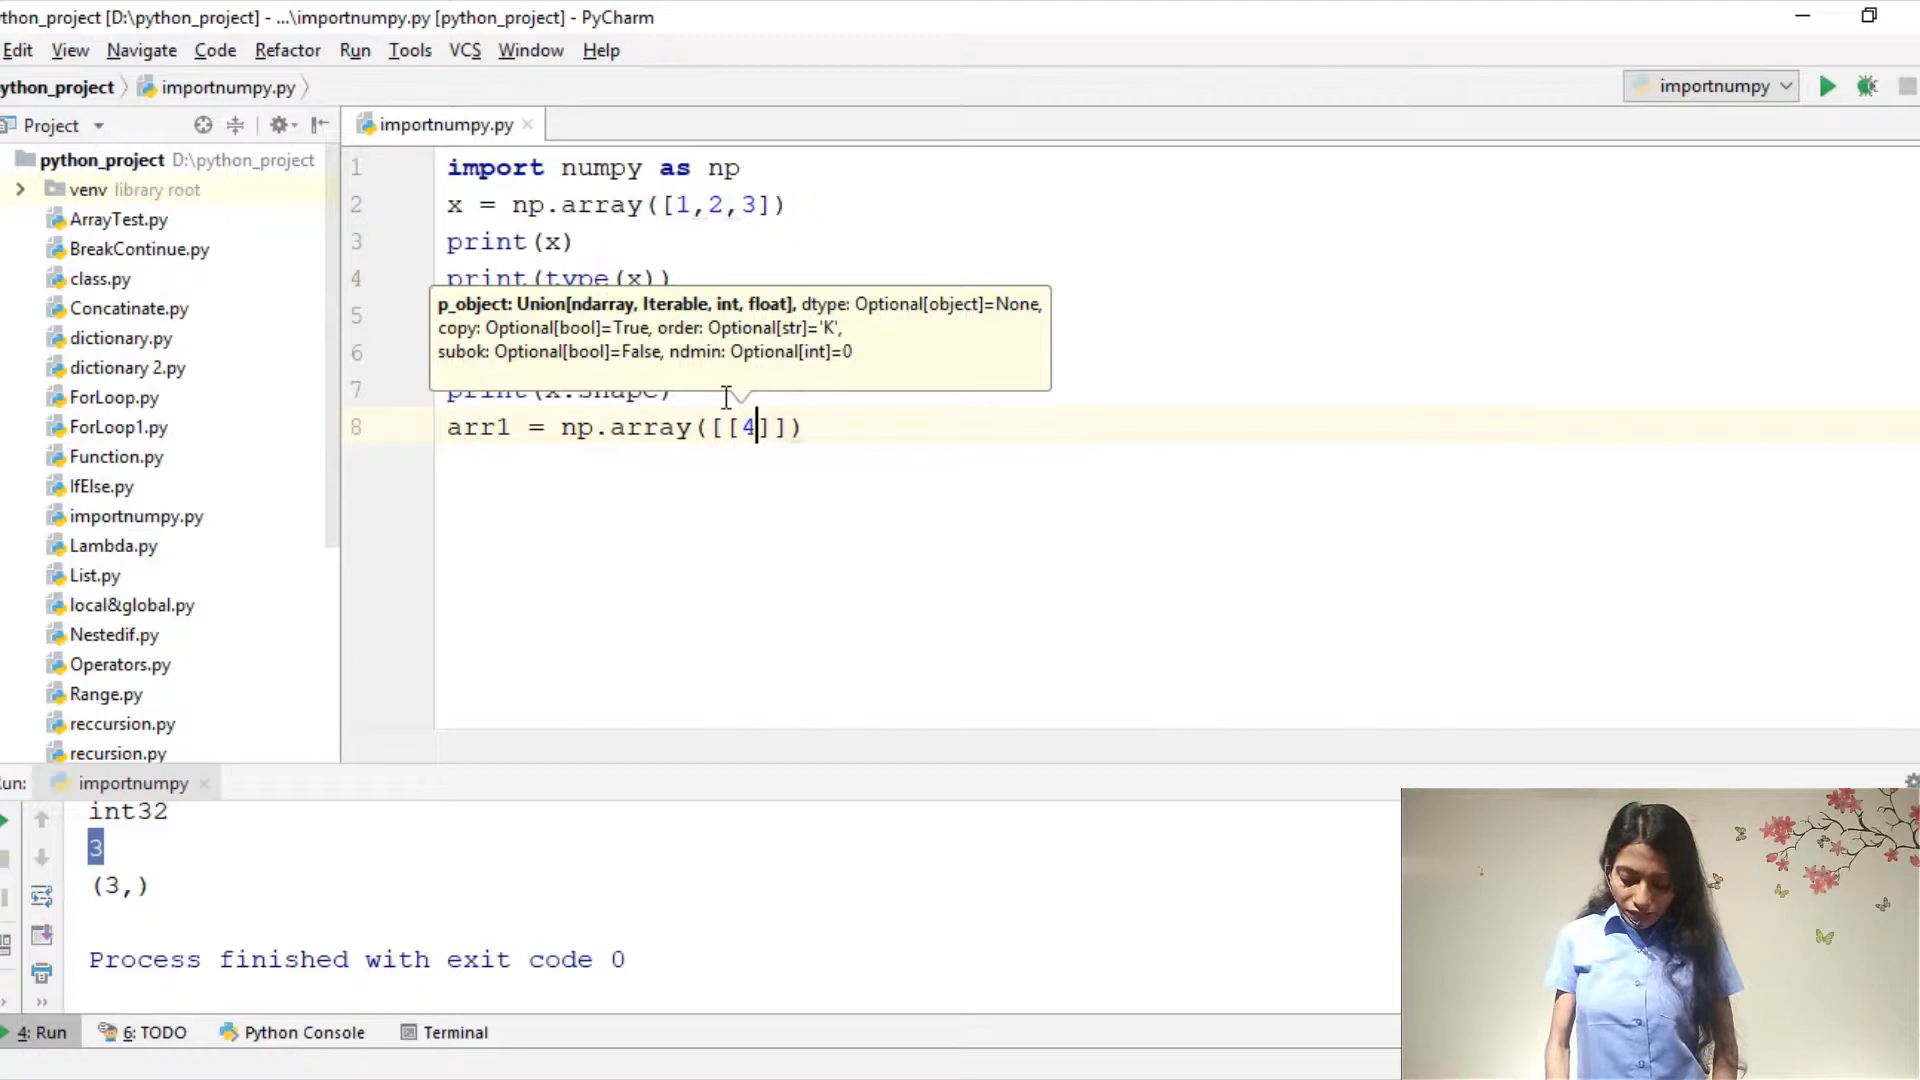 thon_project [D:\python_project] - ...\importnumpy.py [python_project] - PyCharm
Edit View Navigate Code Refactor Run Tools VCS Window Help
ython_project importnumpy.py importnumpy
Project importnumpy.py
python_project D:\python_project
venv library root
ArrayTest.py
BreakContinue.py
class.py
Concatinate.py
dictionary.py
dictionary 2.py
ForLoop.py
ForLoop1.py
Function.py
IfElse.py
importnumpy.py
Lambda.py
List.py
local&global.py
Nestedif.py
Operators.py
Range.py
reccursion.py
recursion.py
1 import numpy as np
2 x = np.array([1,2,3])
3 print(x)
4 print(type(x))
5
6
7 print(x.shape)
8 arr1 = np.array([[4]])
p_object: Union[ndarray, Iterable, int, float], dtype: Optional[object]=None,
copy: Optional[bool]=True, order: Optional[str]='K',
subok: Optional[bool]=False, ndmin: Optional[int]=0
un: importnumpy
int32
3
(3,)
Process finished with exit code 0
4: Run 6: TODO Python Console Terminal